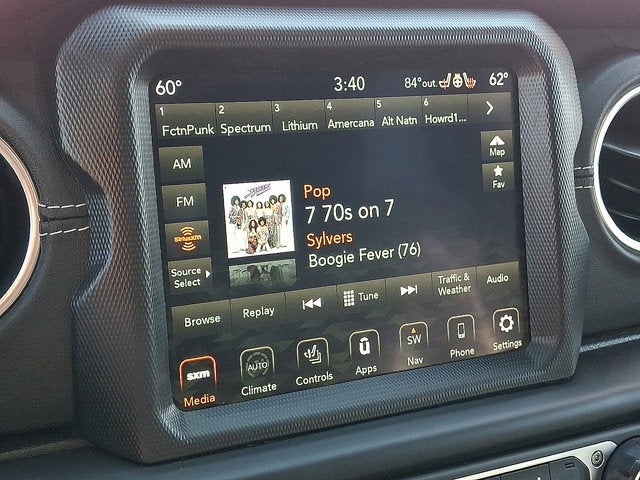 60° 3:40 84° out. 62°
1 FctnPunk 2 Spectrum 3 Lithium 4 Amercana 5 Alt Natn 6 Howrd1...
AM
Map
FM
Fav
SiriusXM
Source
Select
Pop
7 70s on 7
Sylvers
Boogie Fever (76)
Browse Replay Tune Traffic &
Weather Audio
sxm AUTO û SW
Media Climate Controls Apps Nav Phone Settings